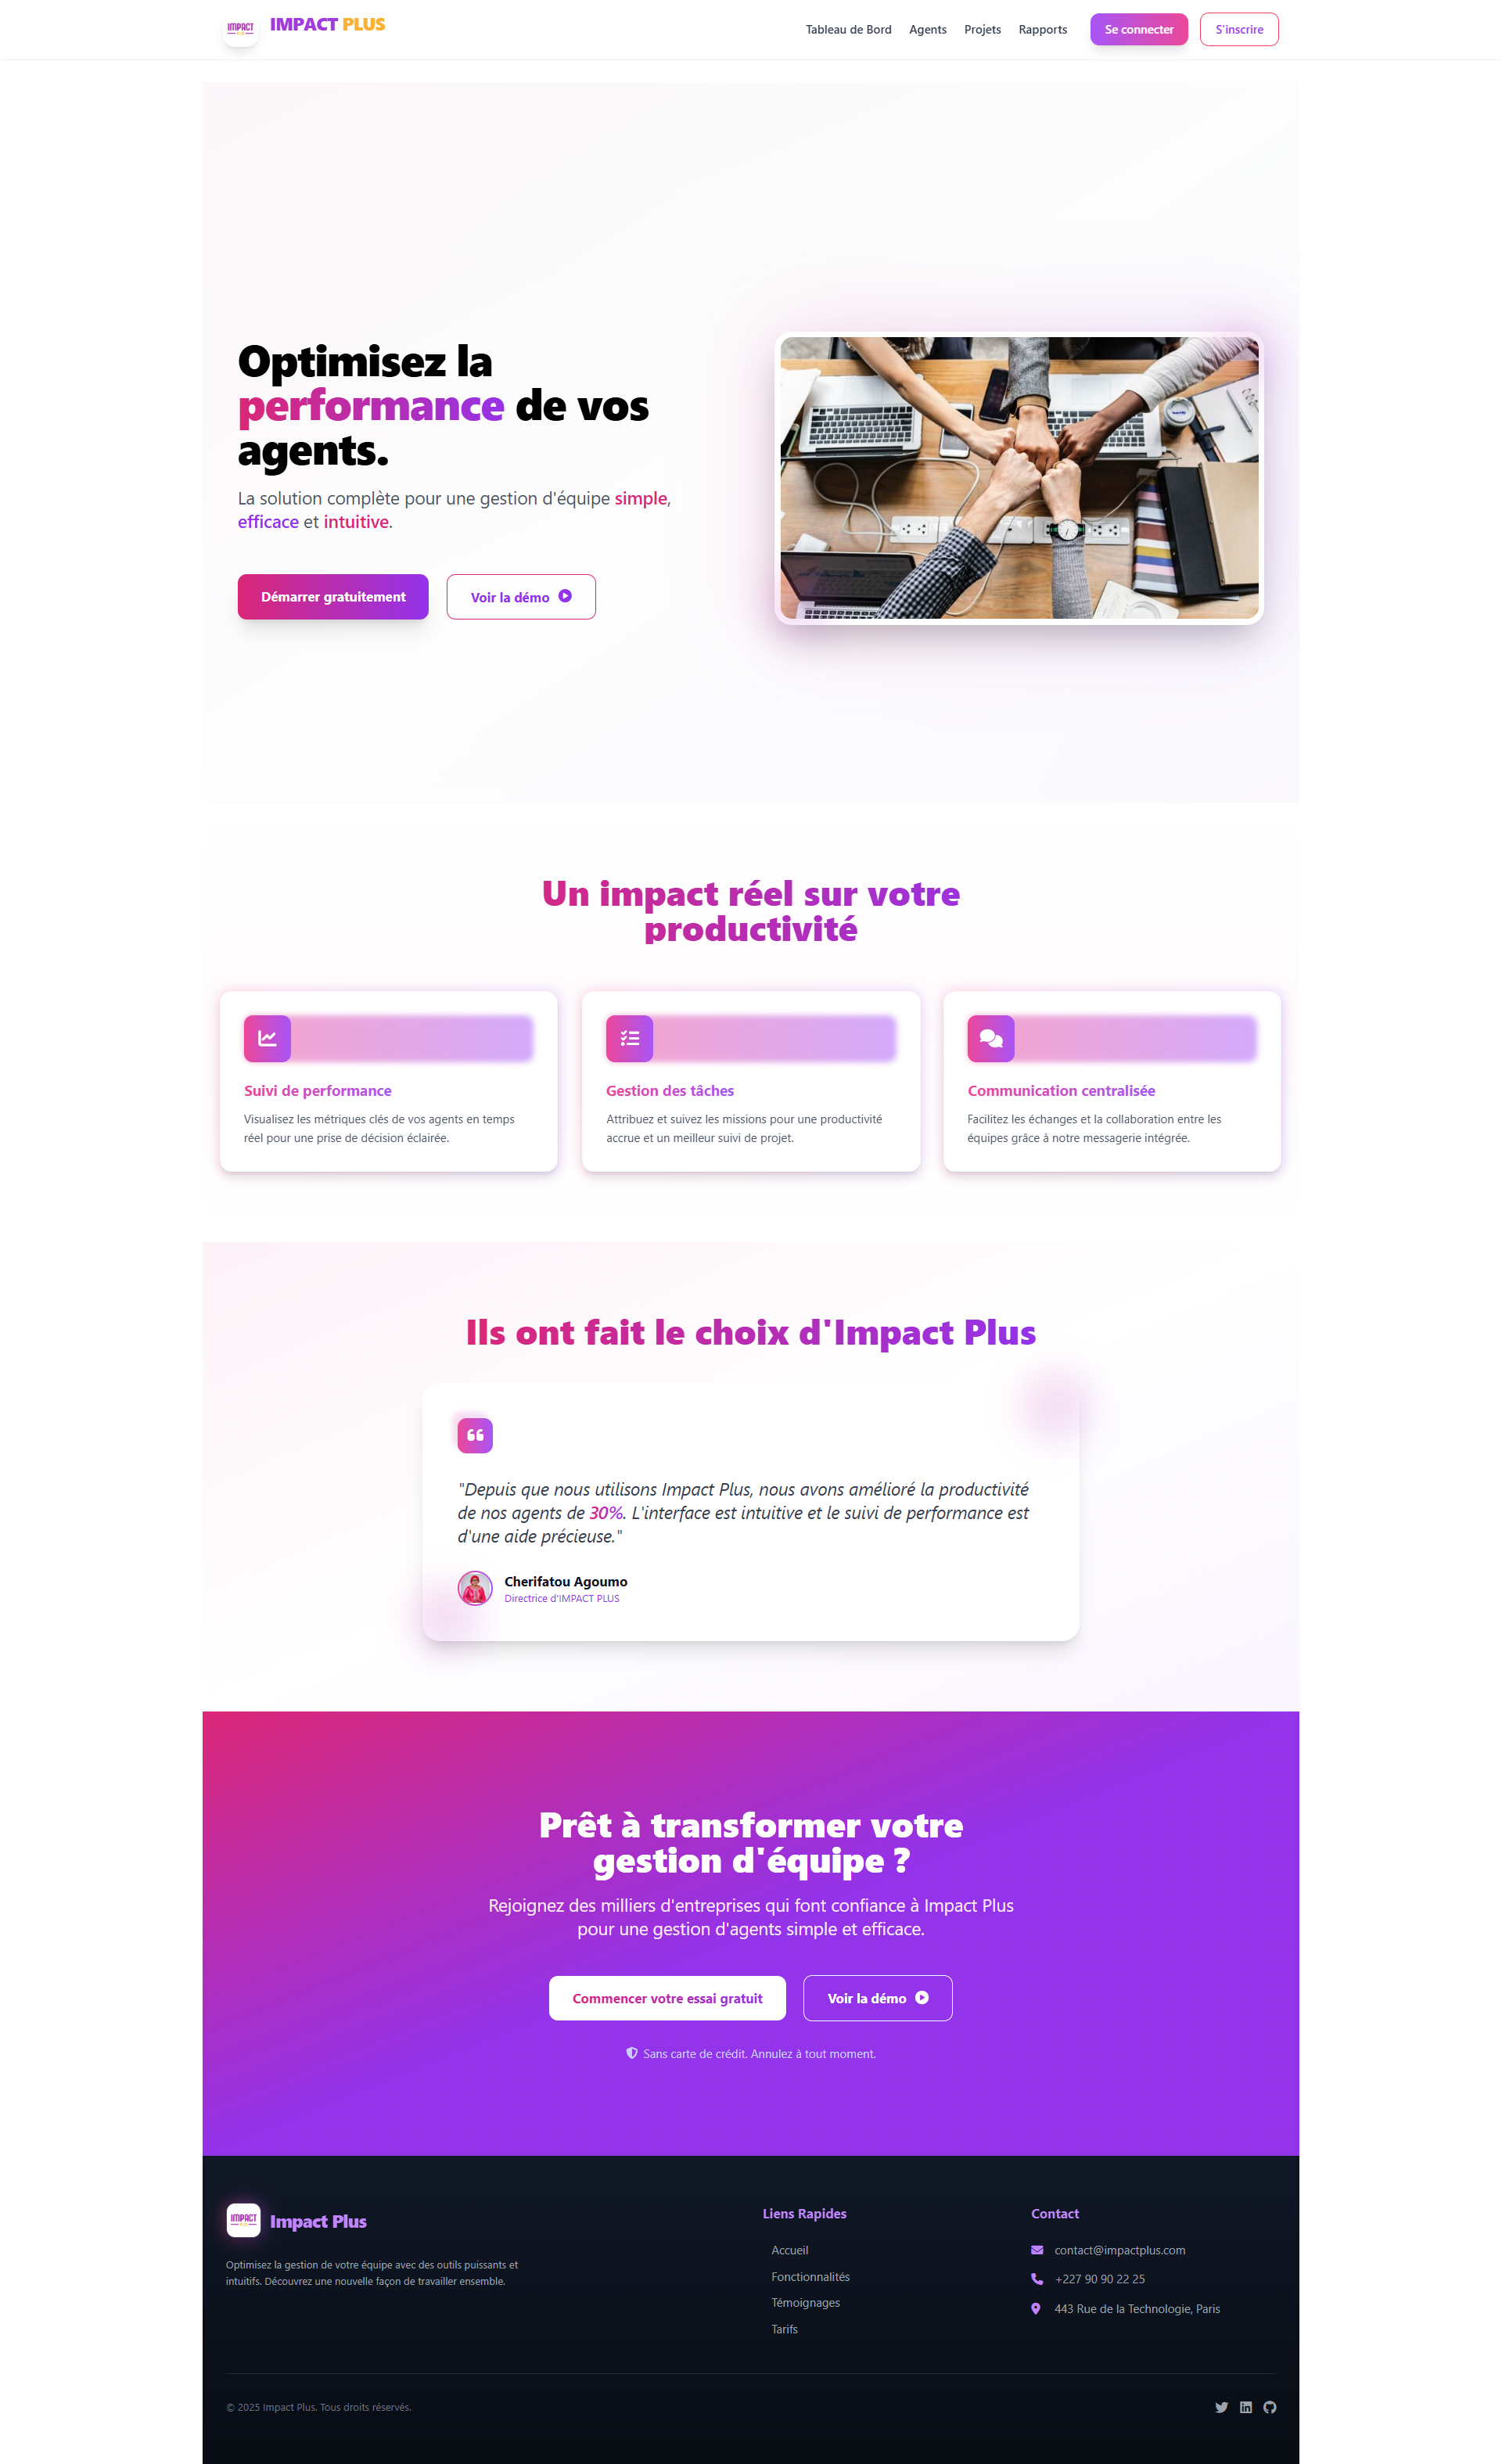 IMPACT
PLUS
IMPACT PLUS
Tableau de Bord
Agents
Projets
Rapports
Se connecter
S'inscrire
Optimisez la
performance de vos
agents.
La solution complète pour une gestion d'équipe simple,
efficace et intuitive.
Démarrer gratuitement
Voir la démo
Un impact réel sur votre
productivité
Suivi de performance
Visualisez les métriques clés de vos agents en temps
réel pour une prise de décision éclairée.
Gestion des tâches
Attribuez et suivez les missions pour une productivité
accrue et un meilleur suivi de projet.
Communication centralisée
Facilitez les échanges et la collaboration entre les
équipes grâce à notre messagerie intégrée.
Ils ont fait le choix d'Impact Plus
"Depuis que nous utilisons Impact Plus, nous avons amélioré la productivité
de nos agents de 30%. L'interface est intuitive et le suivi de performance est
d'une aide précieuse."
Cherifatou Agoumo
Directrice d'IMPACT PLUS
Prêt à transformer votre
gestion d'équipe ?
Rejoignez des milliers d'entreprises qui font confiance à Impact Plus
pour une gestion d'agents simple et efficace.
Commencer votre essai gratuit
Voir la démo
Sans carte de crédit. Annulez à tout moment.
IMPACT
PLUS
Impact Plus
Optimisez la gestion de votre équipe avec des outils puissants et
intuitifs. Découvrez une nouvelle façon de travailler ensemble.
Liens Rapides
Accueil
Fonctionnalités
Témoignages
Tarifs
Contact
contact@impactplus.com
+227 90 90 22 25
443 Rue de la Technologie, Paris
© 2025 Impact Plus. Tous droits réservés.